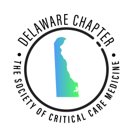 • DELAWARE CHAPTER •
THE SOCIETY OF CRITICAL CARE MEDICINE